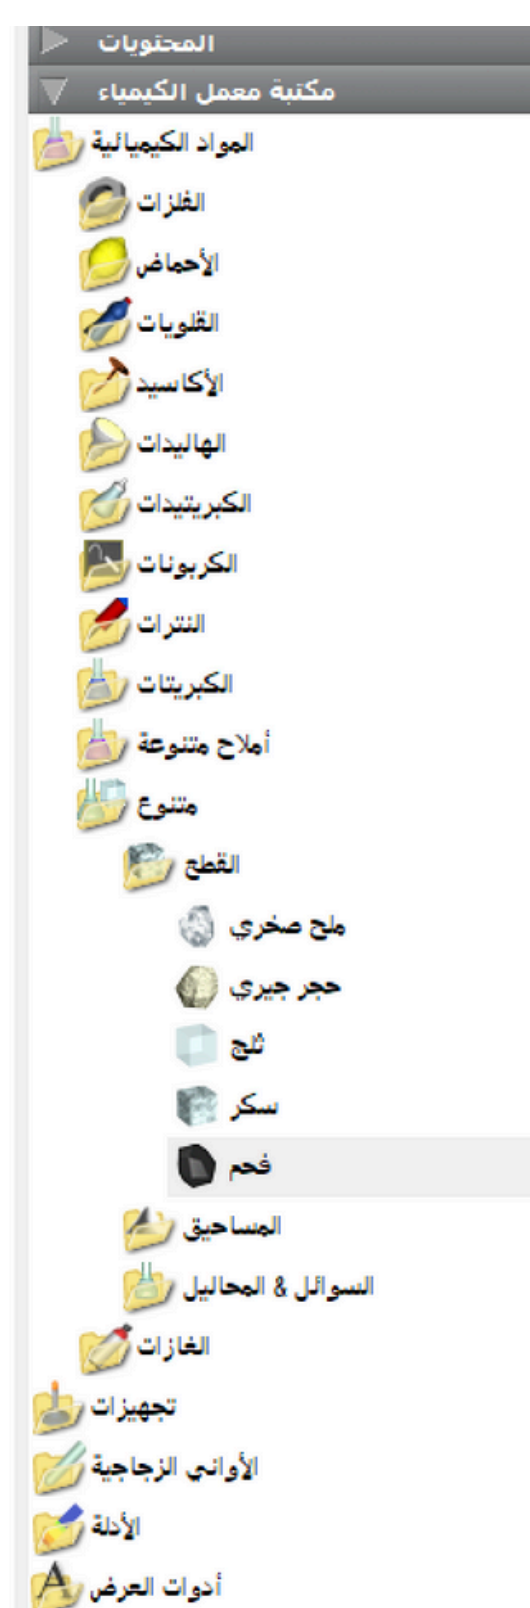 المحتويات
مكتبة معمل الكيمياء
المواد الكيميائية
الفلزات
الأحماض
القلويات
الأكاسيد
الهاليدات
الكبريتيدات
الكربونات
النترات
الكبريتات
أملاح متنوعة
متنوع
القطع
ملح صخري
حجر جيري
ثلج
سكر
فحم
المساحيق
السوائل & المحاليل
الغازات
تجهيزات
الأواني الزجاجية
الأدلة
أدوات العرض